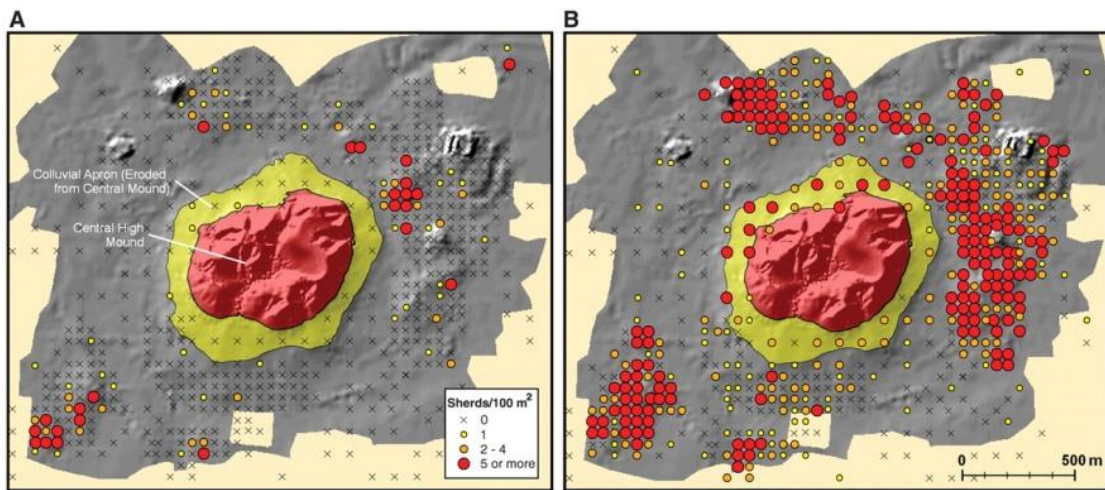 A
B
Colluvial Apron (Eroded
from Central Mound)
Central High
Mound
Sherds/100 m²
0
1
2 - 4
5 or more
0
500 m